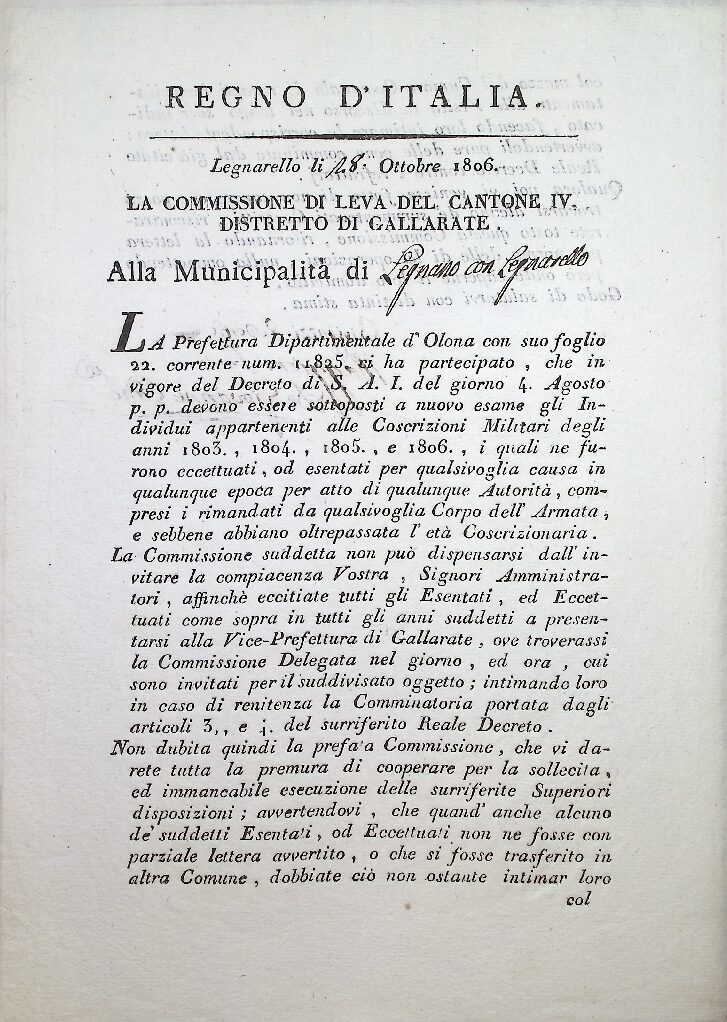 REGNO D'ITALIA.
Legnarello li 28. Ottobre 1806.
LA COMMISSIONE DI LEVA DEL CANTONE IV.
DISTRETTO DI GALLARATE.
Alla Municipalità di Legnano con Legnarello
LA Prefettura Dipartimentale d' Olona con suo foglio
22. corrente num. 11825. ci ha partecipato, che in
vigore del Decreto di S. A. I. del giorno 4. Agosto
p. p. devono essere sottoposti a nuovo esame gli In-
dividui appartenenti alle Coscrizioni Militari degli
anni 1803., 1804., 1805., e 1806., i quali ne fu-
rono eccettuati, od esentati per qualsivoglia causa in
qualunque epoca per atto di qualunque Autorità, com-
presi i rimandati da qualsivoglia Corpo dell' Armata,
e sebbene abbiano oltrepassata l' età Coscrizionaria.
La Commissione suddetta non può dispensarsi dall' in-
vitare la compiacenza Vostra, Signori Amministra-
tori, affinchè eccitiate tutti gli Esentati, ed Eccet-
tuati come sopra in tutti gli anni suddetti a presen-
tarsi alla Vice-Prefettura di Gallarate, ove troverassi
la Commissione Delegata nel giorno, ed ora, cui
sono invitati per il suddivisato oggetto; intimando loro
in caso di renitenza la Comminatoria portata dagli
articoli 3., e 4. del surriferito Reale Decreto.
Non dubita quindi la prefata Commissione, che vi da-
rete tutta la premura di cooperare per la sollecita,
ed immancabile esecuzione delle surriferite Superiori
disposizioni; avvertendovi, che quand' anche alcuno
de' suddetti Esentati, od Eccettuati non ne fosse con
parziale lettera avvertito, o che si fosse trasferito in
altra Comune, dobbiate ciò non ostante intimar loro
col